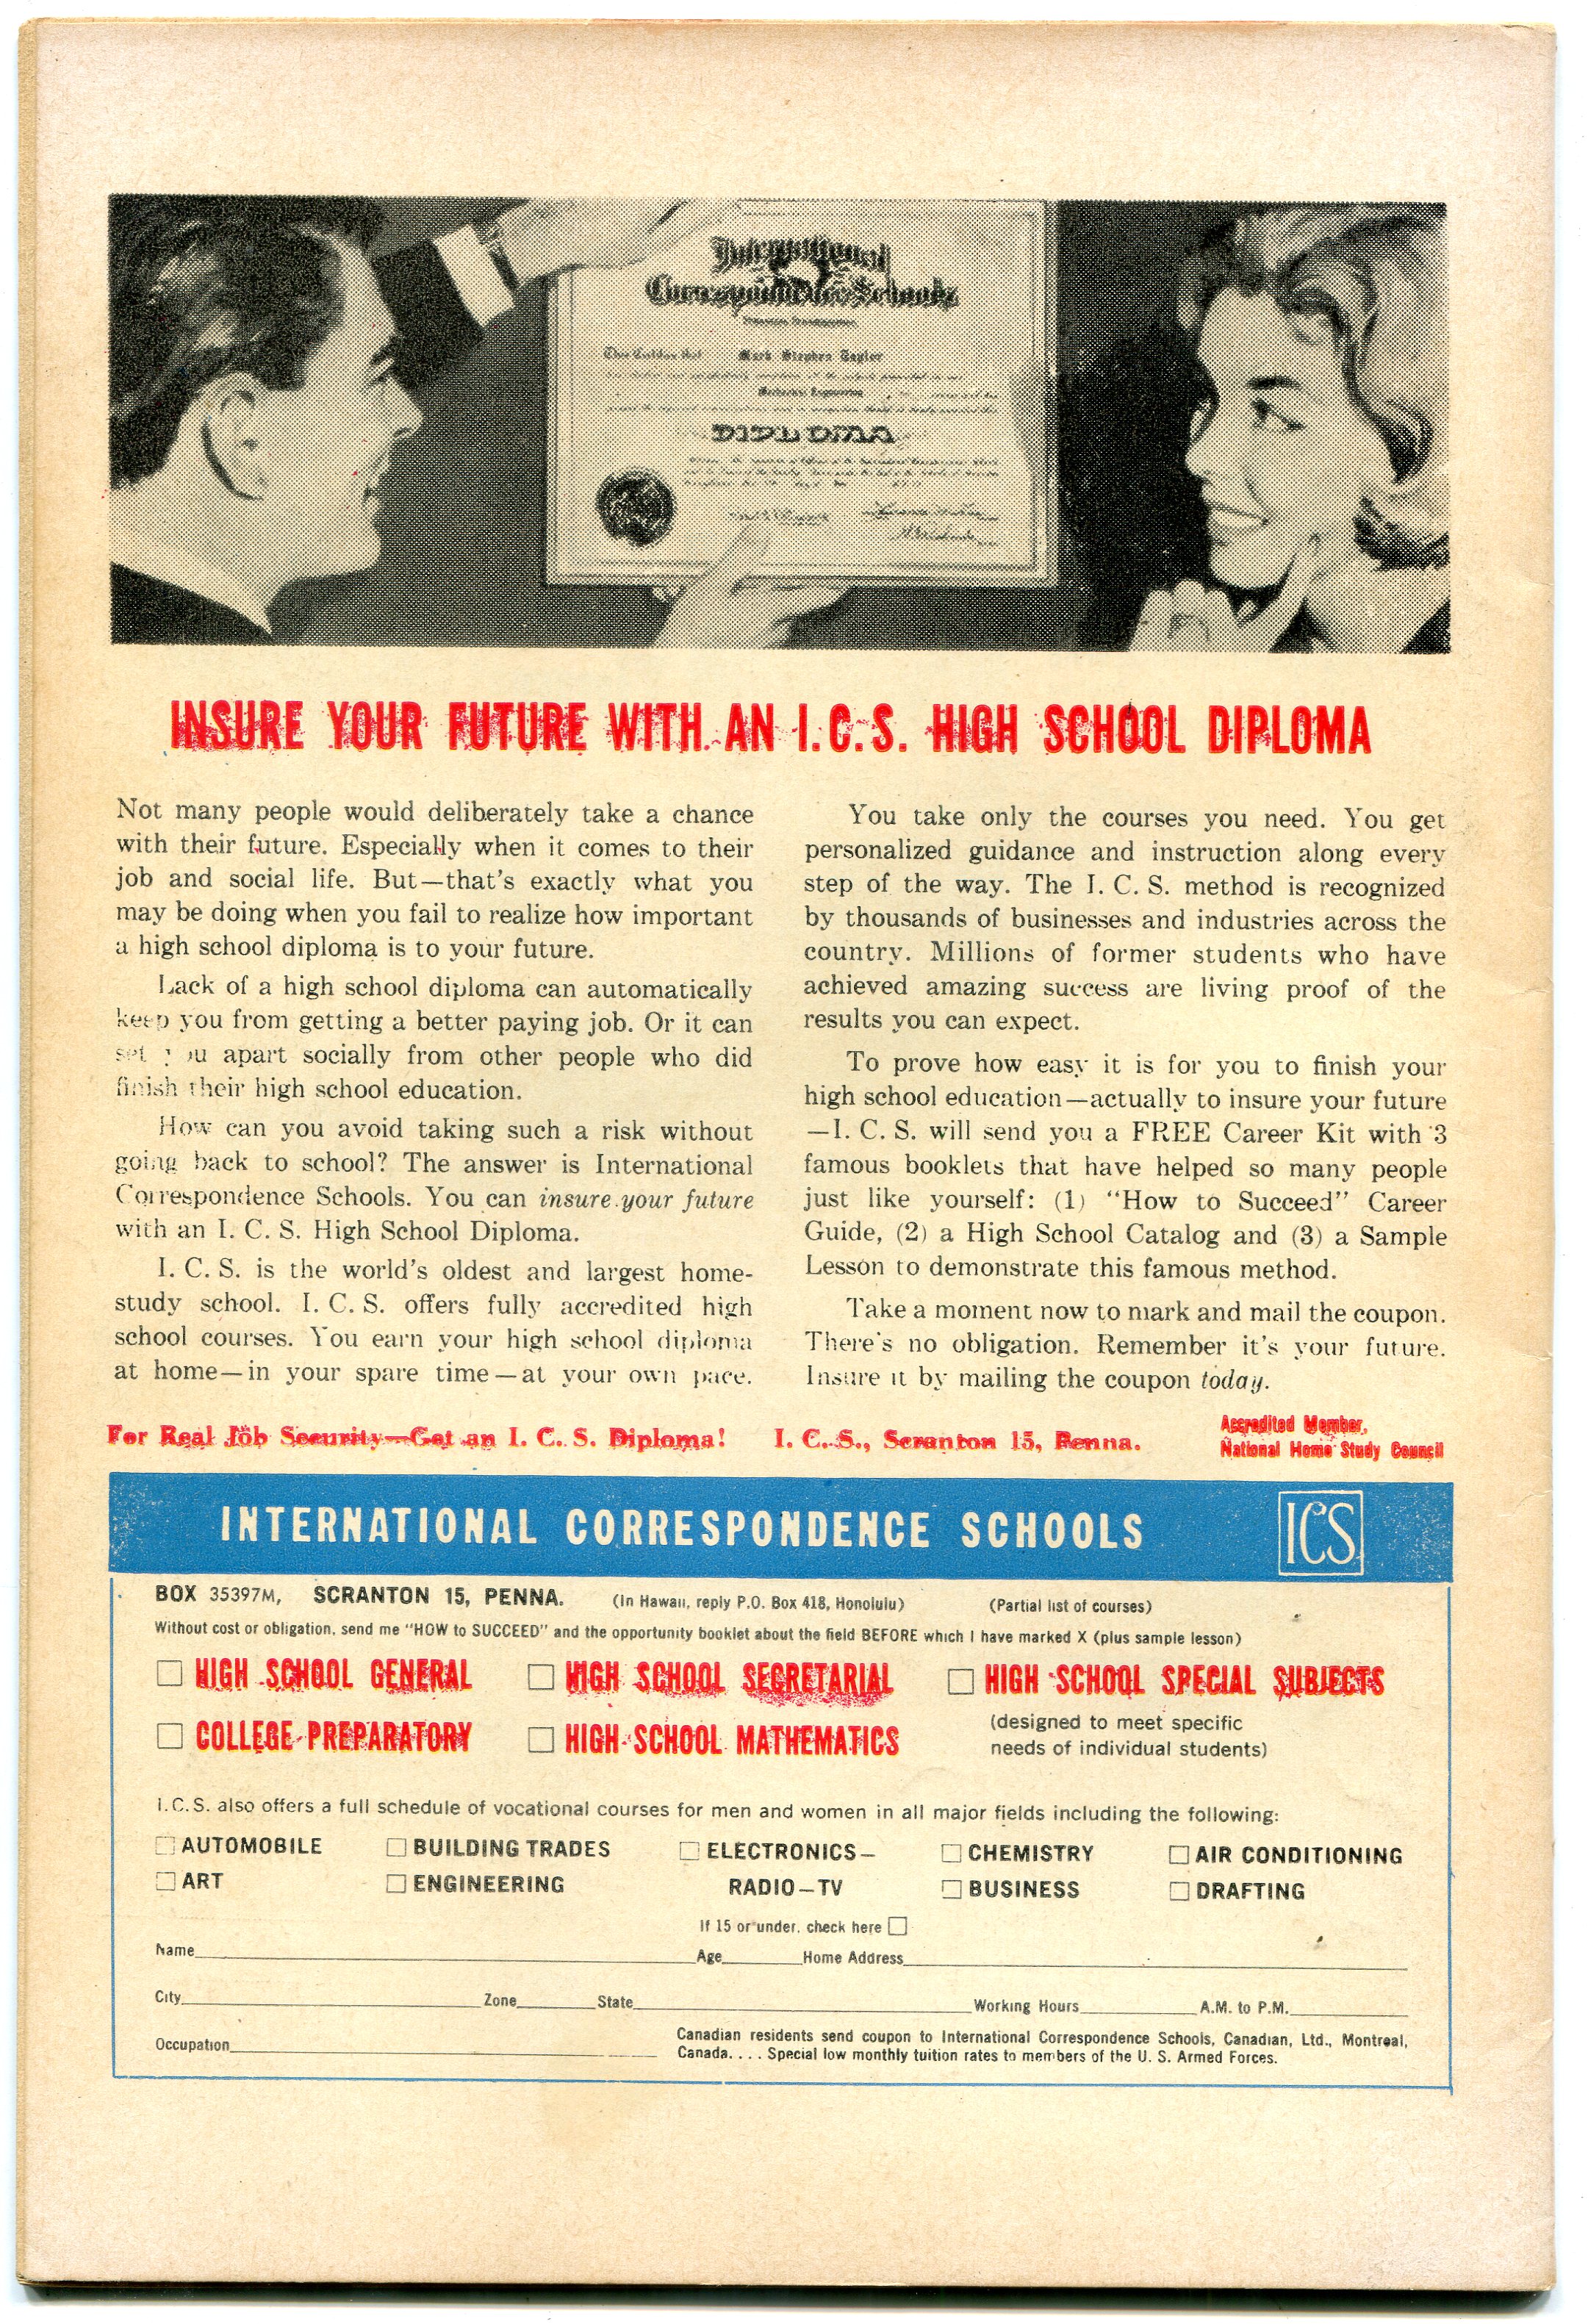 International
Correspondence Schools
This Certifies that Mark Stephen Taylor
Mechanical Engineering
DIPLOMA
INSURE YOUR FUTURE WITH AN I.C.S. HIGH SCHOOL DIPLOMA
Not many people would deliberately take a chance
with their future. Especially when it comes to their
job and social life. But—that's exactly what you
may be doing when you fail to realize how important
a high school diploma is to your future.
Lack of a high school diploma can automatically
keep you from getting a better paying job. Or it can
set you apart socially from other people who did
finish their high school education.
How can you avoid taking such a risk without
going back to school? The answer is International
Correspondence Schools. You can insure your future
with an I. C. S. High School Diploma.
I. C. S. is the world's oldest and largest home-
study school. I. C. S. offers fully accredited high
school courses. You earn your high school diploma
at home—in your spare time—at your own pace.
You take only the courses you need. You get
personalized guidance and instruction along every
step of the way. The I. C. S. method is recognized
by thousands of businesses and industries across the
country. Millions of former students who have
achieved amazing success are living proof of the
results you can expect.
To prove how easy it is for you to finish your
high school education—actually to insure your future
—I. C. S. will send you a FREE Career Kit with 3
famous booklets that have helped so many people
just like yourself: (1) "How to Succeed" Career
Guide, (2) a High School Catalog and (3) a Sample
Lesson to demonstrate this famous method.
Take a moment now to mark and mail the coupon.
There's no obligation. Remember it's your future.
Insure it by mailing the coupon today.
For Real Job Security—Get an I. C. S. Diploma! I. C. S., Scranton 15, Penna.
Accredited Member,
National Home Study Council
INTERNATIONAL CORRESPONDENCE SCHOOLS ICS
BOX 35397M, SCRANTON 15, PENNA. (In Hawaii, reply P.O. Box 418, Honolulu) (Partial list of courses)
Without cost or obligation, send me "HOW to SUCCEED" and the opportunity booklet about the field BEFORE which I have marked X (plus sample lesson)
HIGH SCHOOL GENERAL HIGH SCHOOL SECRETARIAL HIGH SCHOOL SPECIAL SUBJECTS
COLLEGE PREPARATORY HIGH SCHOOL MATHEMATICS (designed to meet specific
needs of individual students)
I.C.S. also offers a full schedule of vocational courses for men and women in all major fields including the following:
AUTOMOBILE BUILDING TRADES ELECTRONICS— CHEMISTRY AIR CONDITIONING
ART ENGINEERING RADIO—TV BUSINESS DRAFTING
If 15 or under, check here
Name Age Home Address
City Zone State Working Hours A.M. to P.M.
Occupation Canadian residents send coupon to International Correspondence Schools, Canadian, Ltd., Montreal,
Canada. . . . Special low monthly tuition rates to members of the U. S. Armed Forces.